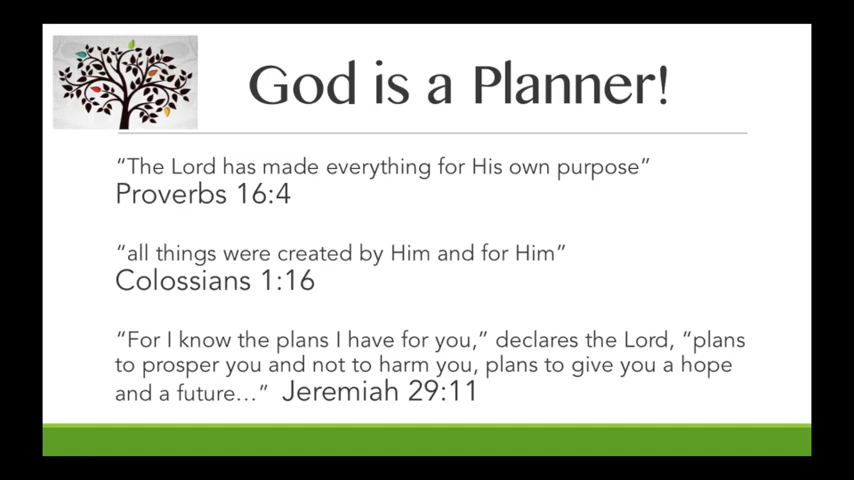 God is a Planner!
“The Lord has made everything for His own purpose”
Proverbs 16:4
“all things were created by Him and for Him”
Colossians 1:16
“For I know the plans I have for you,” declares the Lord, “plans
to prosper you and not to harm you, plans to give you a hope
and a future…” Jeremiah 29:11